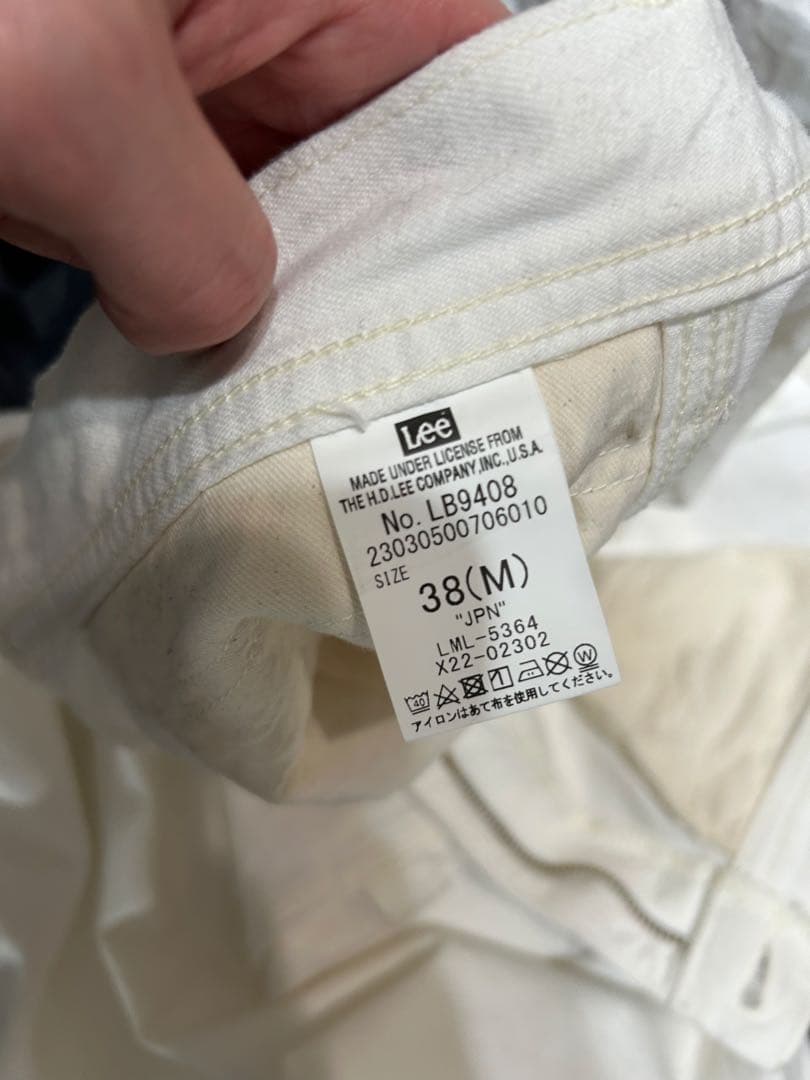 Lee
MADE UNDER LICENSE FROM
THE H.D.LEE COMPANY,INC.,U.S.A.
No. LB9408
23030500706010
SIZE
38(M)
"JPN"
LML-5364
X22-02302
40 W
アイロンはあて布を使用してください。